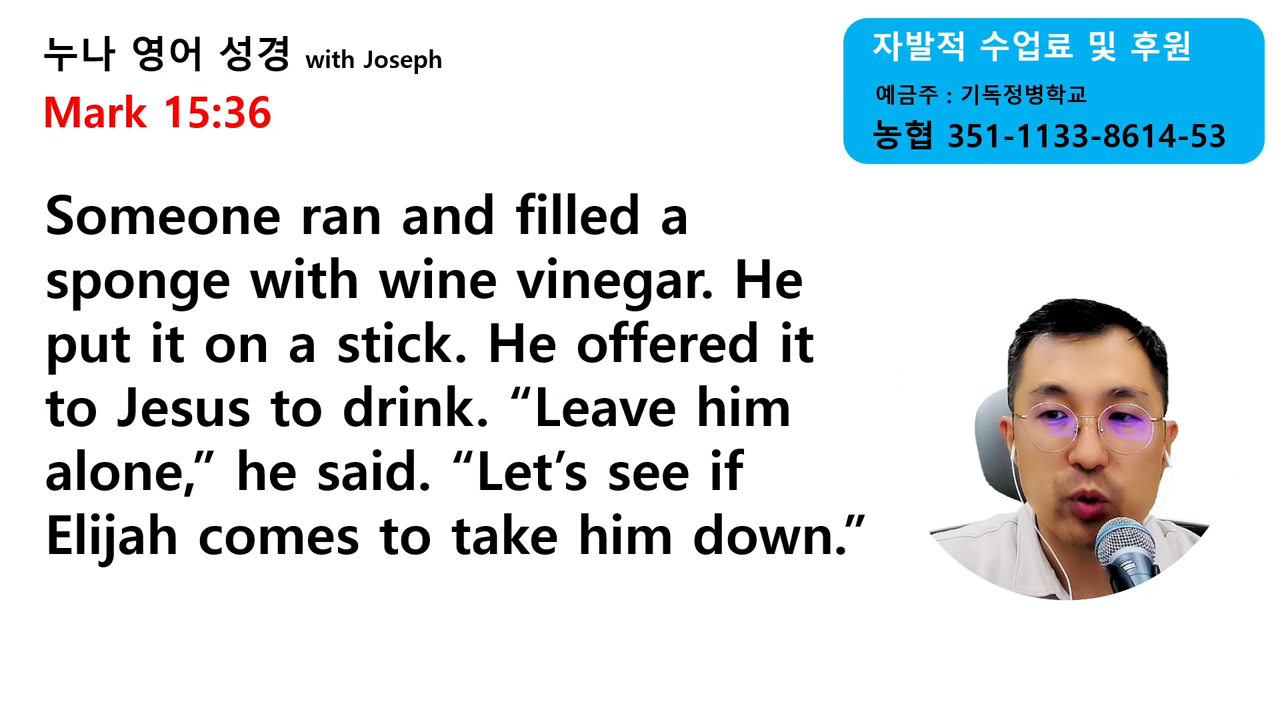 누나 영어 성경 with Joseph
Mark 15:36
자발적 수업료 및 후원
예금주 : 기독정병학교
농협 351-1133-8614-53
Someone ran and filled a
sponge with wine vinegar. He
put it on a stick. He offered it
to Jesus to drink. “Leave him
alone,” he said. “Let’s see if
Elijah comes to take him down.”